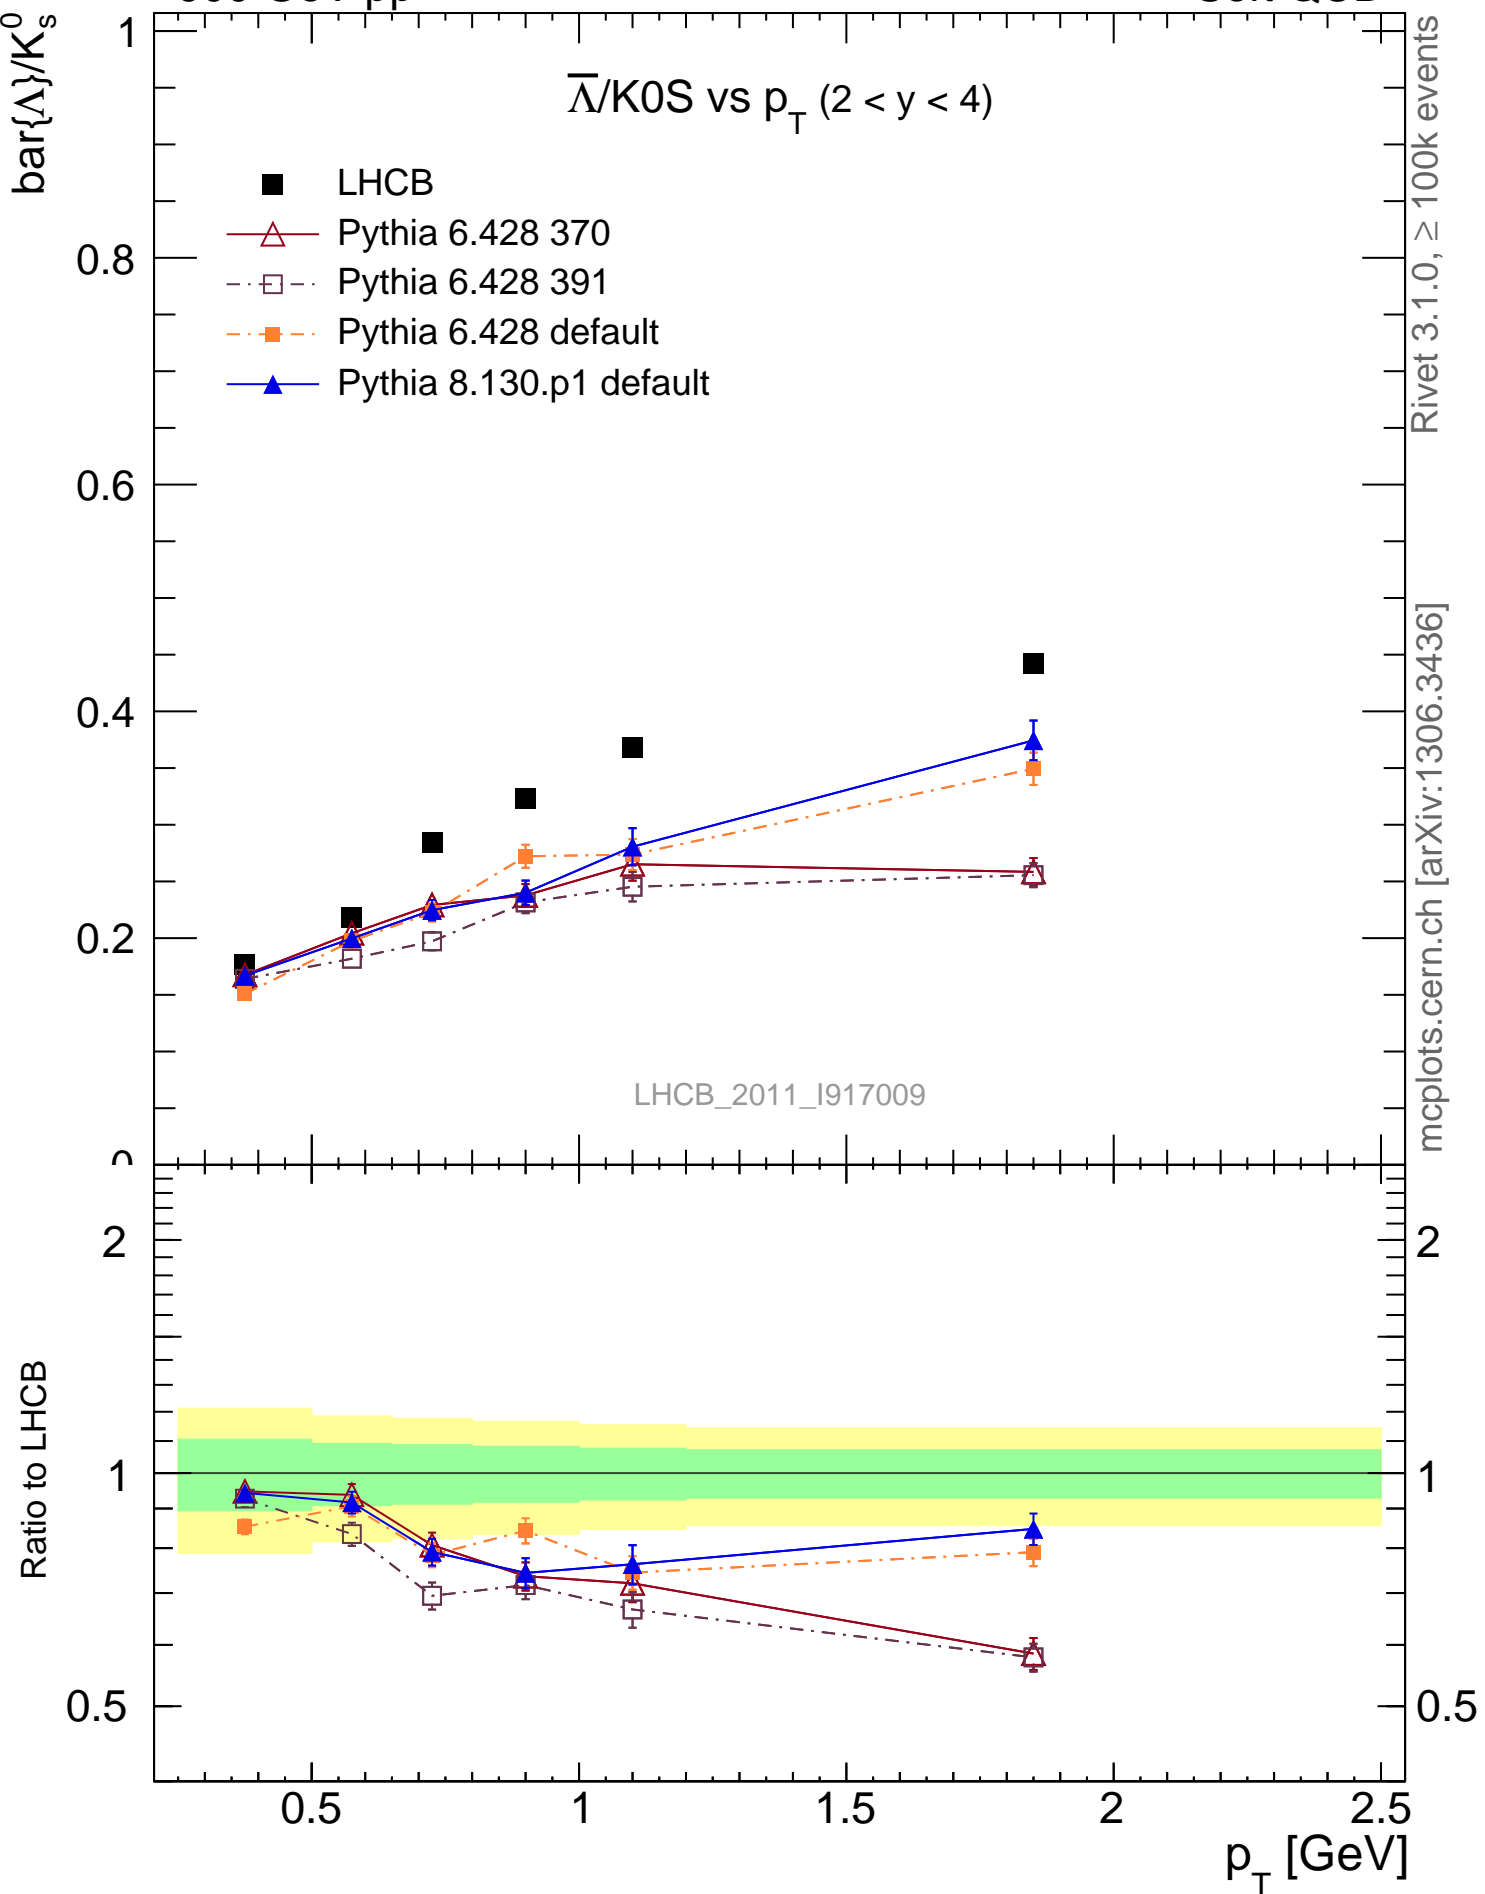 bar{Λ}/K⁰ₛ
Λ̅/K0S vs p_T (2 < y < 4)
LHCB
Pythia 6.428 370
Pythia 6.428 391
Pythia 6.428 default
Pythia 8.130.p1 default
1
0.8
0.6
0.4
0.2
LHCB_2011_I917009
Rivet 3.1.0, ≥ 100k events
mcplots.cern.ch [arXiv:1306.3436]
Ratio to LHCB
2
1
0.5
2
1
0.5
0.5
1
1.5
2
2.5
p_T [GeV]